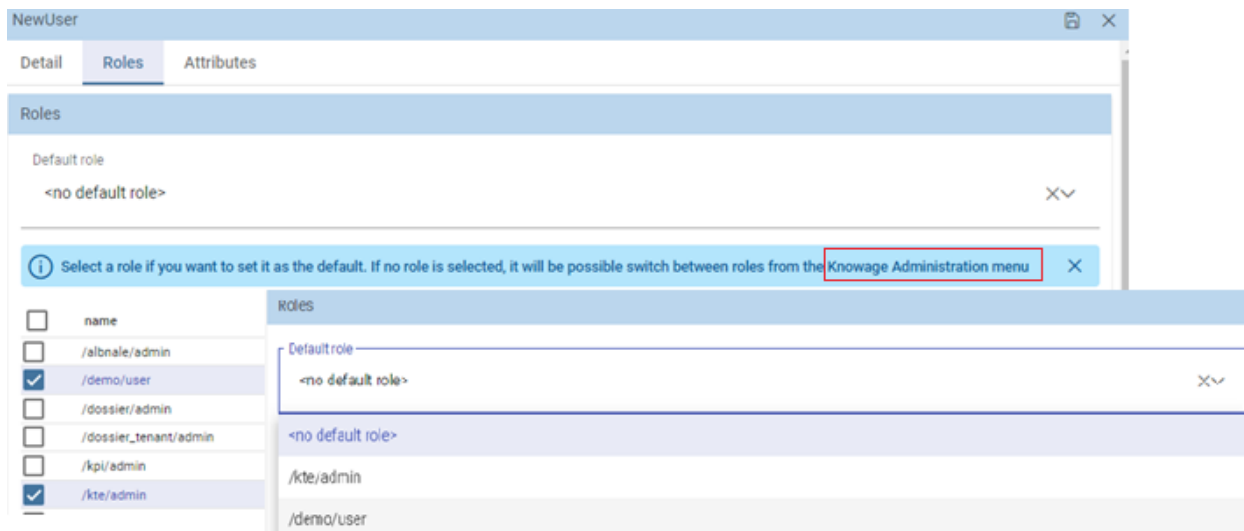 NewUser
Detail Roles Attributes
Roles
Default role
<no default role>
Select a role if you want to set it as the default. If no role is selected, it will be possible switch between roles from the Knowage Administration menu
name
/albnale/admin
/demo/user
/dossier/admin
/dossier_tenant/admin
/kpi/admin
/kte/admin
Roles
Default role
<no default role>
<no default role>
/kte/admin
/demo/user